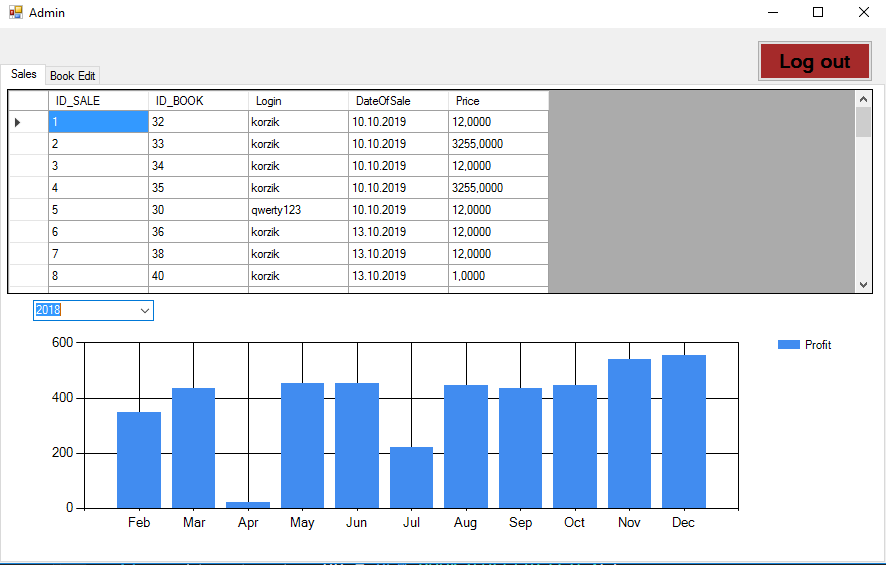 Admin
Log out
Sales Book Edit
ID_SALE ID_BOOK Login DateOfSale Price
1 32 korzik 10.10.2019 12,0000
2 33 korzik 10.10.2019 3255,0000
3 34 korzik 10.10.2019 12,0000
4 35 korzik 10.10.2019 3255,0000
5 30 qwerty123 10.10.2019 12,0000
6 36 korzik 13.10.2019 12,0000
7 38 korzik 13.10.2019 12,0000
8 40 korzik 13.10.2019 1,0000
2018
600
400
200
0
Profit
Feb Mar Apr May Jun Jul Aug Sep Oct Nov Dec